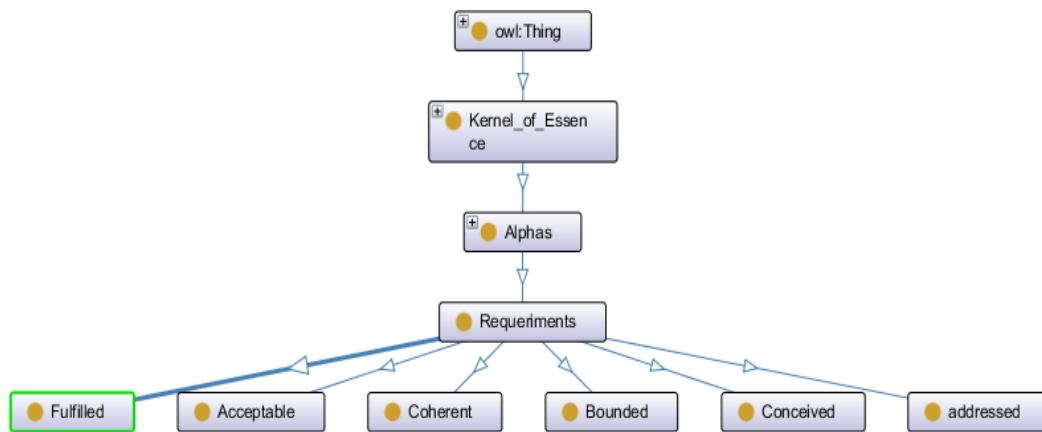 owl:Thing
Kernel_of_Essen
ce
Alphas
Requeriments
Fulfilled
Acceptable
Coherent
Bounded
Conceived
addressed